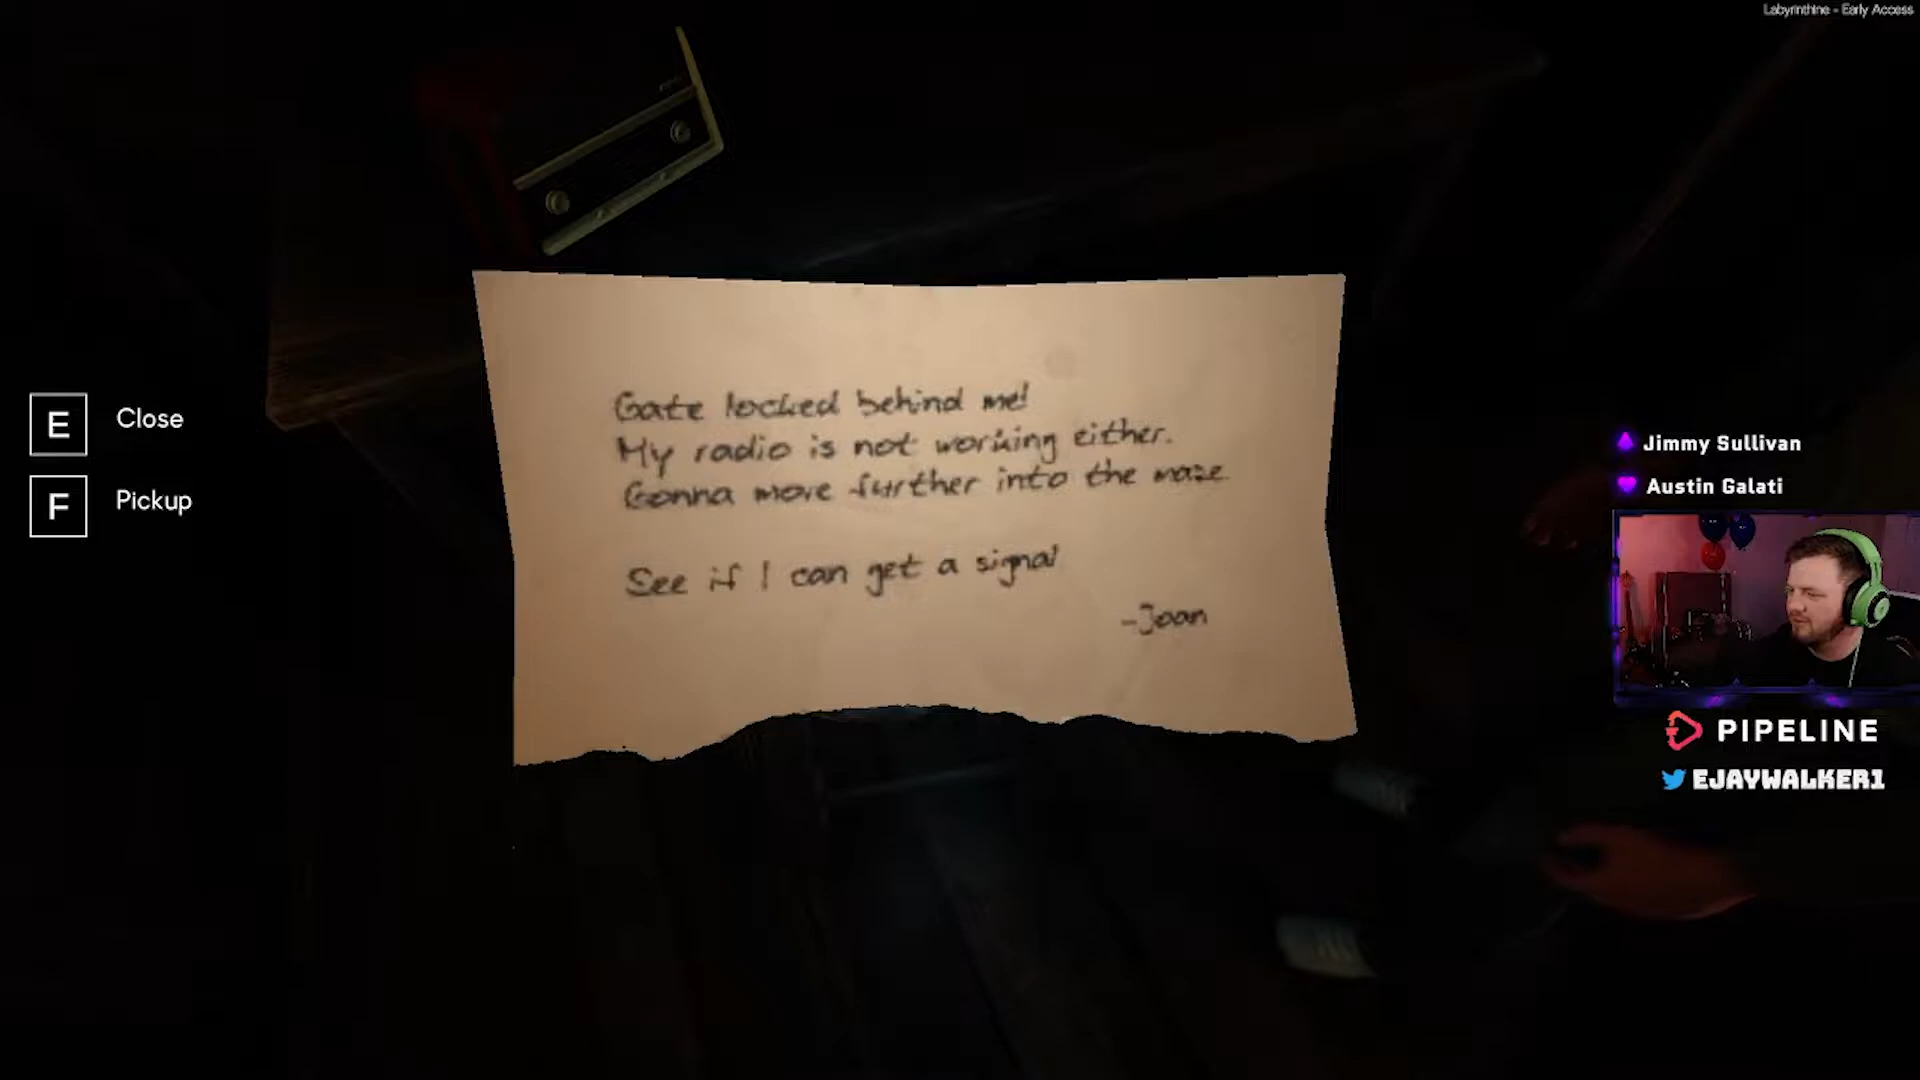 Labyrinthine - Early Access
Gate locked behind me!
My radio is not working either.
Gonna move further into the maze.
See if I can get a signal
-Joan
E Close
F Pickup
Jimmy Sullivan
Austin Galati
PIPELINE
EJAYWALKER1